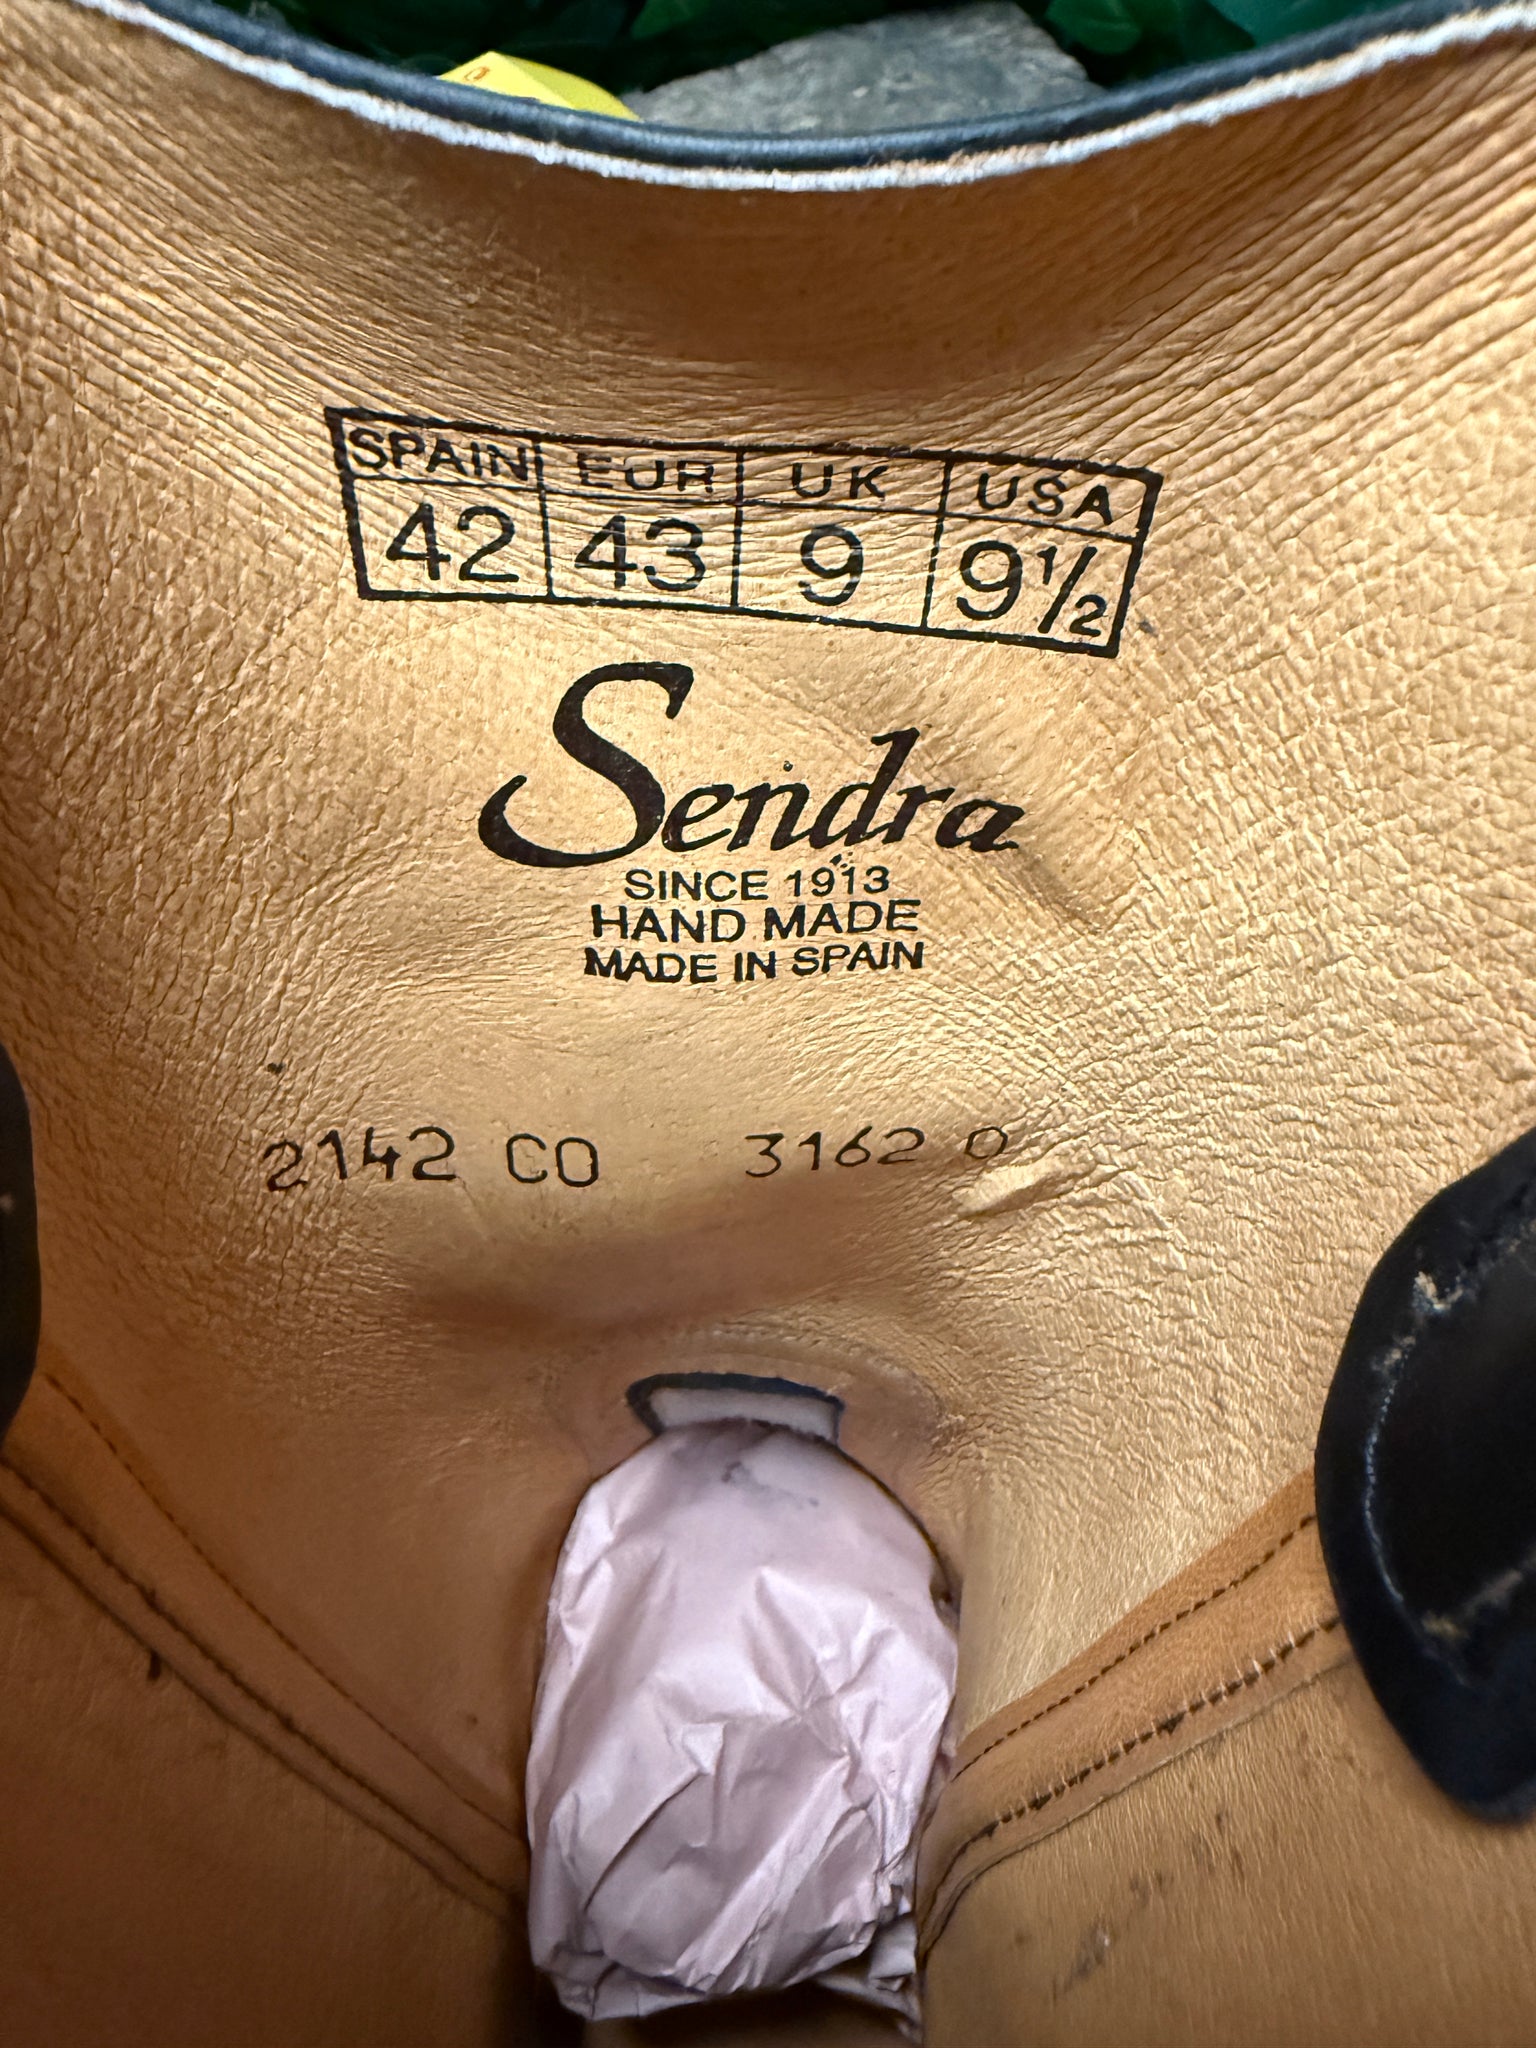 SPAIN EUR UK USA
42 43 9 9½
Sendra
SINCE 1913
HAND MADE
MADE IN SPAIN
2142 CO 3162 0